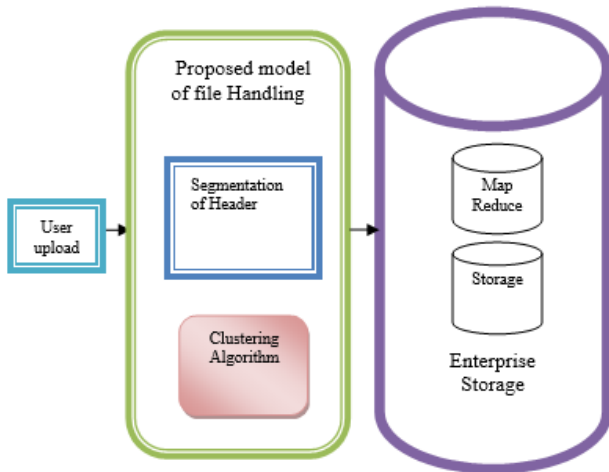 User
upload
Proposed model
of file Handling
Segmentation
of Header
Clustering
Algorithm
Map
Reduce
Storage
Enterprise
Storage